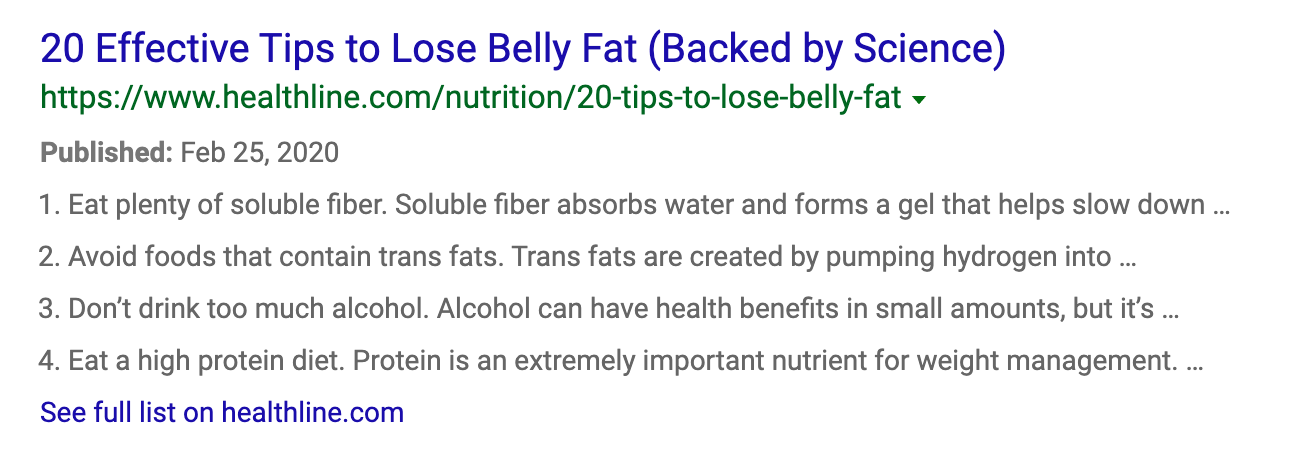 20 Effective Tips to Lose Belly Fat (Backed by Science)
https://www.healthline.com/nutrition/20-tips-to-lose-belly-fat
Published: Feb 25, 2020
1. Eat plenty of soluble fiber. Soluble fiber absorbs water and forms a gel that helps slow down ...
2. Avoid foods that contain trans fats. Trans fats are created by pumping hydrogen into ...
3. Don’t drink too much alcohol. Alcohol can have health benefits in small amounts, but it’s ...
4. Eat a high protein diet. Protein is an extremely important nutrient for weight management. ...
See full list on healthline.com